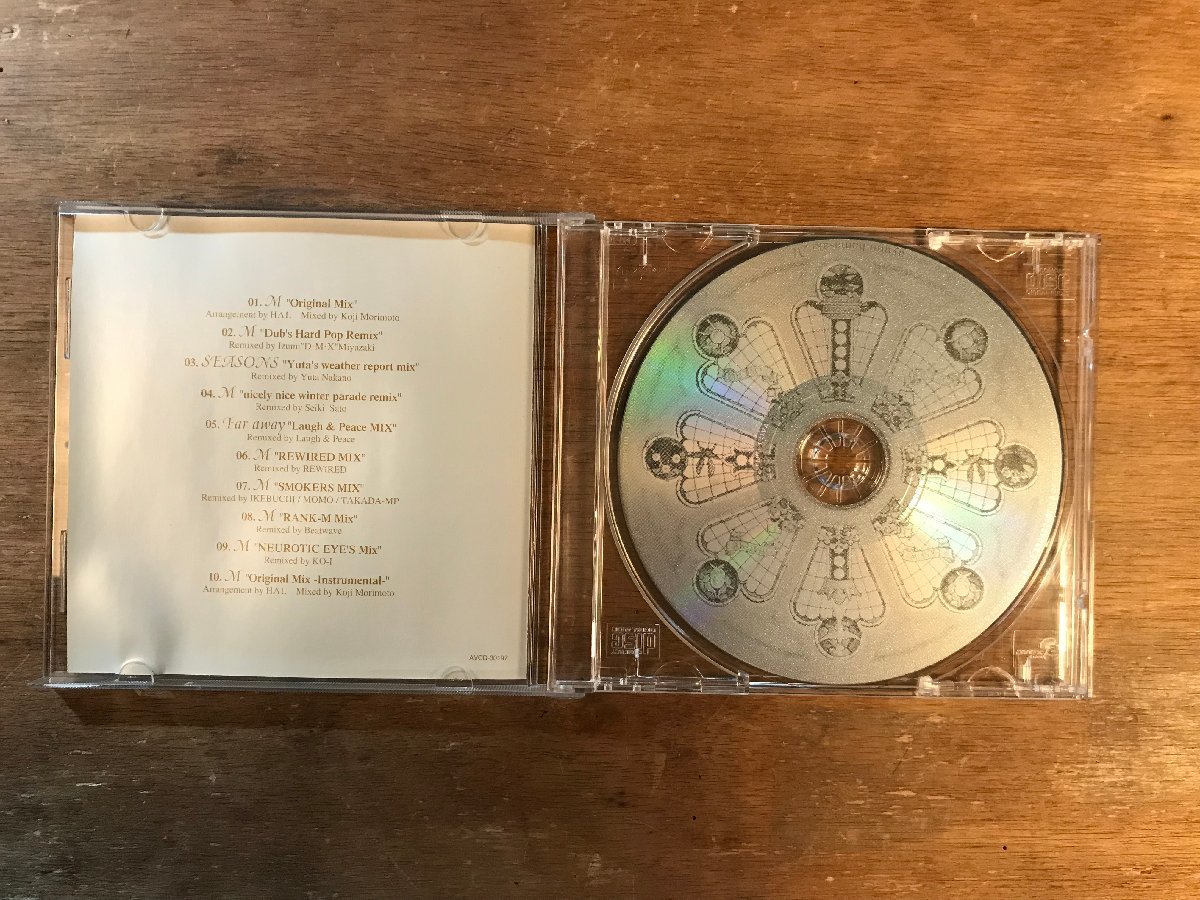 01. M "Original Mix"
Arrangement by HAL Mixed by Koji Morimoto
02. M "Dub's Hard Pop Remix"
Remixed by Izumi"D·M·X"Miyazaki
03. SEASONS "Yuta's weather report mix"
Remixed by Yuta Nakano
04. M "nicely nice winter parade remix"
Remixed by Seiki Sato
05. Far away "Laugh & Peace MIX"
Remixed by Laugh & Peace
06. M "REWIRED MIX"
Remixed by REWiRED
07. M "SMOKERS MIX"
Remixed by IKEBUCHI / MOMO / TAKADA-MP
08. M "RANK-M Mix"
Remixed by Beatwave
09. M "NEUROTIC EYE'S Mix"
Remixed by KO-I
10. M "Original Mix -Instrumental-"
Arrangement by HAL Mixed by Koji Morimoto
AVCD-30197